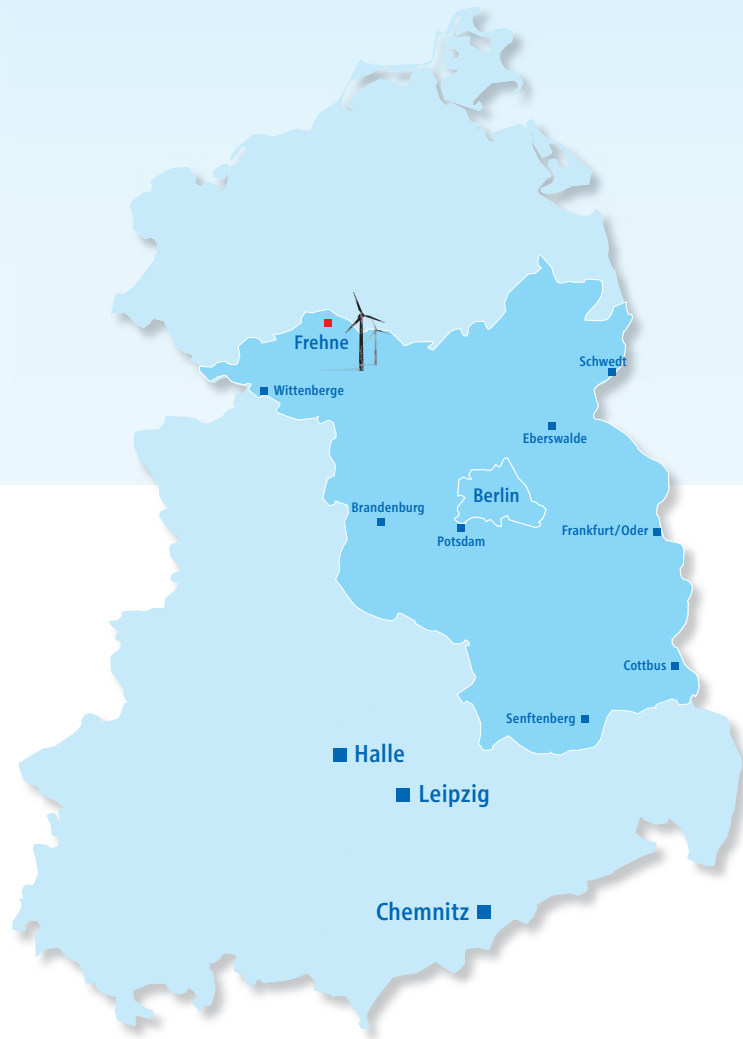 Frehne
Schwedt
Wittenberge
Eberswalde
Berlin
Brandenburg
Potsdam
Frankfurt/Oder
Cottbus
Senftenberg
Halle
Leipzig
Chemnitz